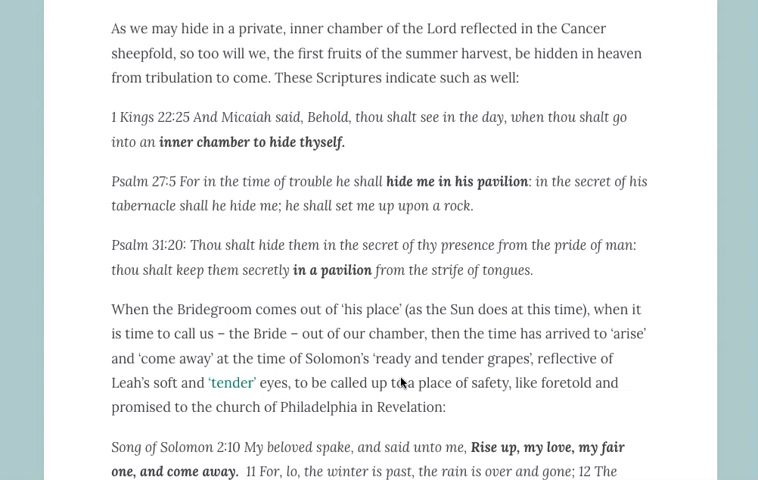 As we may hide in a private, inner chamber of the Lord reflected in the Cancer
sheepfold, so too will we, the first fruits of the summer harvest, be hidden in heaven
from tribulation to come. These Scriptures indicate such as well:
1 Kings 22:25 And Micaiah said, Behold, thou shalt see in the day, when thou shalt go
into an inner chamber to hide thyself.
Psalm 27:5 For in the time of trouble he shall hide me in his pavilion: in the secret of his
tabernacle shall he hide me; he shall set me up upon a rock.
Psalm 31:20: Thou shalt hide them in the secret of thy presence from the pride of man:
thou shalt keep them secretly in a pavilion from the strife of tongues.
When the Bridegroom comes out of ‘his place’ (as the Sun does at this time), when it
is time to call us – the Bride – out of our chamber, then the time has arrived to ‘arise’
and ‘come away’ at the time of Solomon’s ‘ready and tender grapes’, reflective of
Leah’s soft and ‘tender’ eyes, to be called up to a place of safety, like foretold and
promised to the church of Philadelphia in Revelation:
Song of Solomon 2:10 My beloved spake, and said unto me, Rise up, my love, my fair
one, and come away. 11 For, lo, the winter is past, the rain is over and gone; 12 The